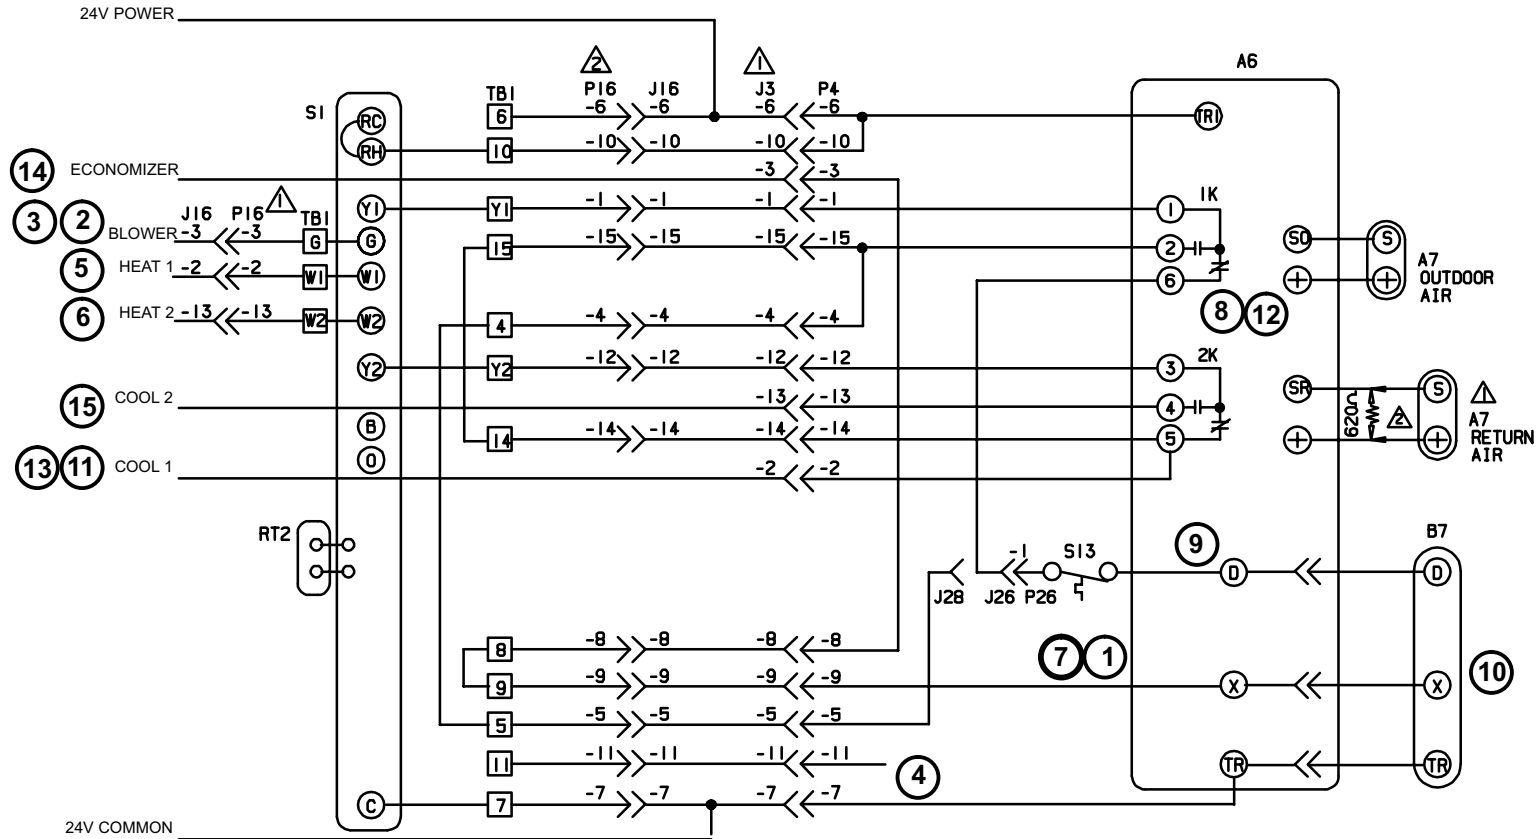 24V POWER
A6
2 1
TB1 P16 J16 J3 P4
S1 RC 6 -6 -6 -6 -6 TR1
RH 10 -10 -10 -10 -10
14 ECONOMIZER -3 -3
1 1K
3 2 J16 P16 TB1 Y1 Y1 -1 -1 -1 -1 1
BLOWER -3 -3 G G SO S
15 -15 -15 -15 -15 2 A7
5 HEAT 1 -2 -2 W1 W1 6 + + OUTDOOR
AIR
6 HEAT 2 -13 -13 W2 W2 4 -4 -4 -4 -4 8 12
Y2 Y2 -12 -12 -12 -12 3 2K
15 COOL 2 -13 -13 4 SR 620Ω S 1
B 14 -14 -14 -14 -14 5 + 2 + A7
O RETURN
AIR
13 11 COOL 1 -2 -2
RT2 -1 S13 9 B7
J28 J26 P26 D D
8 -8 -8 -8 -8 7 1
9 -9 -9 -9 -9 X X 10
5 -5 -5 -5 -5
11 -11 -11 -11 -11 4 TR TR
C 7 -7 -7 -7 -7
24V COMMON